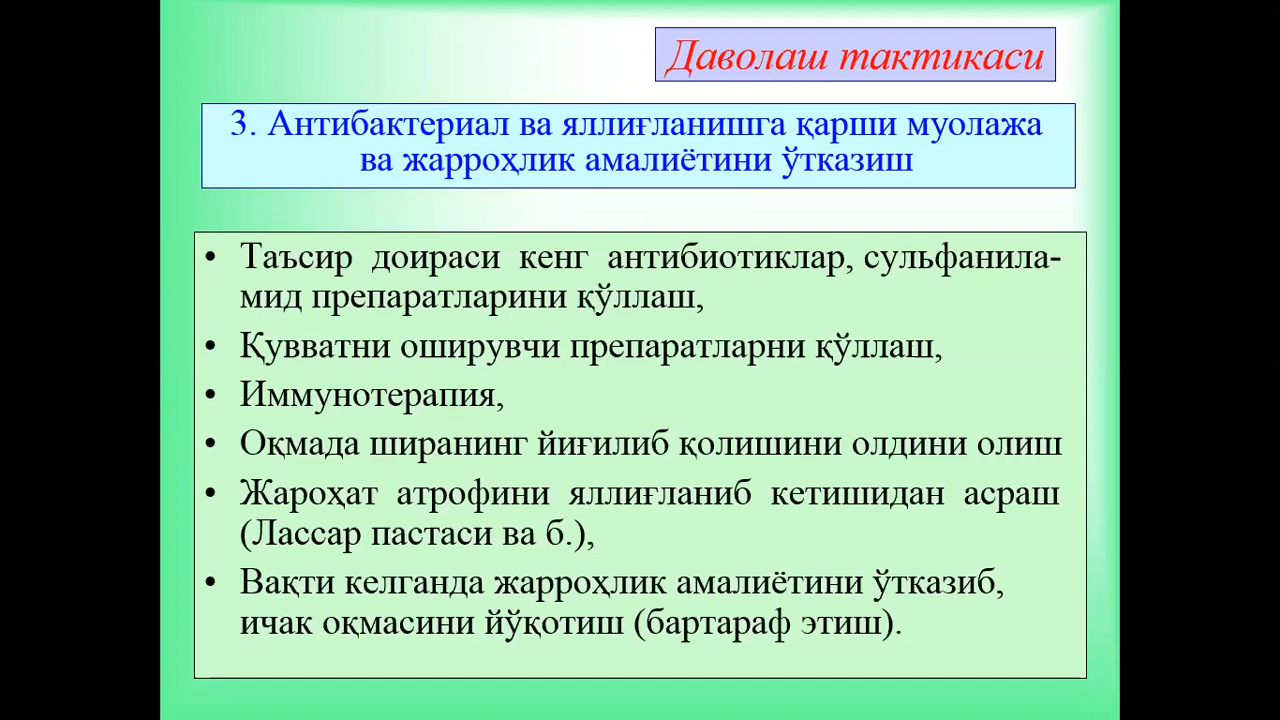 Даволаш тактикаси
3. Антибактериал ва яллиғланишга қарши муолажа
ва жарроҳлик амалиётини ўтказиш
• Таъсир доираси кенг антибиотиклар, сульфанила-
мид препаратларини қўллаш,
• Қувватни оширувчи препаратларни қўллаш,
• Иммунотерапия,
• Оқмада ширанинг йиғилиб қолишини олдини олиш
• Жароҳат атрофини яллиғланиб кетишидан асраш
(Лассар пастаси ва б.),
• Вақти келганда жарроҳлик амалиётини ўтказиб,
ичак оқмасини йўқотиш (бартараф этиш).